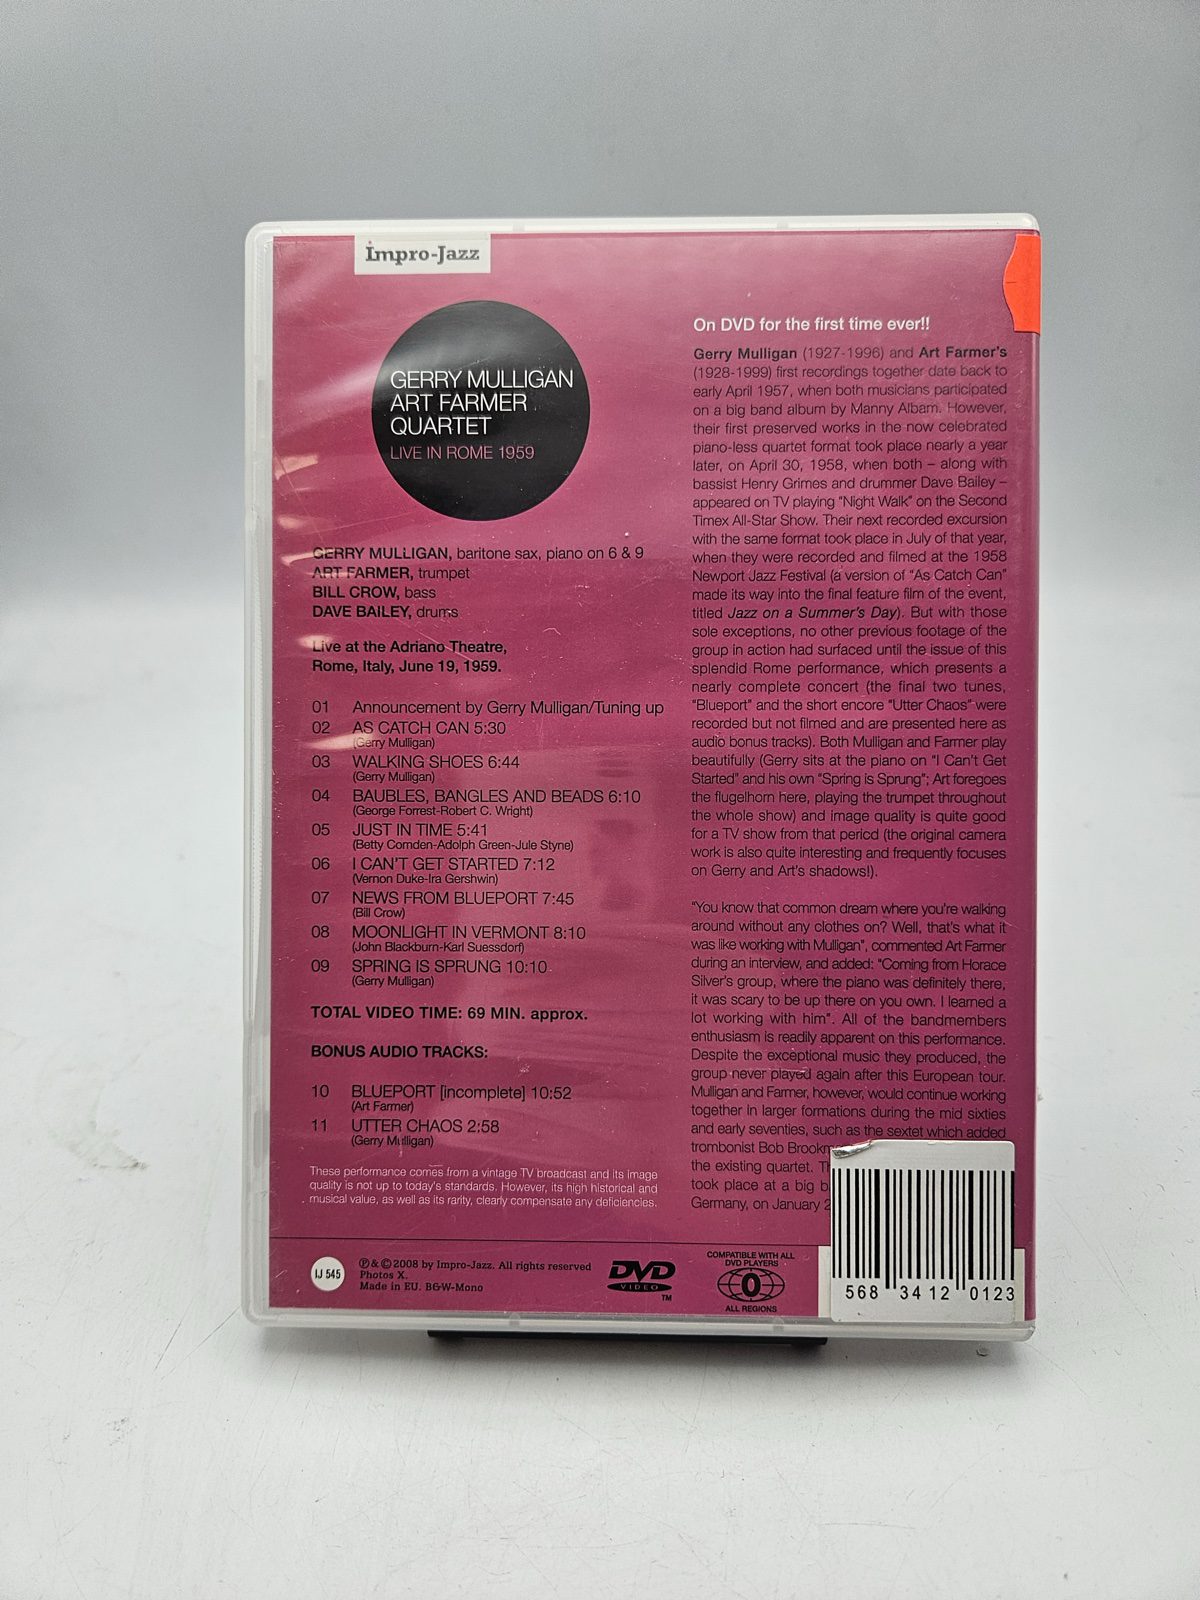 Impro-Jazz
GERRY MULLIGAN
ART FARMER
QUARTET
LIVE IN ROME 1959
GERRY MULLIGAN, baritone sax, piano on 6 & 9
ART FARMER, trumpet
BILL CROW, bass
DAVE BAILEY, drums
Live at the Adriano Theatre,
Rome, Italy, June 19, 1959.
01 Announcement by Gerry Mulligan/Tuning up
02 AS CATCH CAN 5:30
(Gerry Mulligan)
03 WALKING SHOES 6:44
(Gerry Mulligan)
04 BAUBLES, BANGLES AND BEADS 6:10
(George Forrest-Robert C. Wright)
05 JUST IN TIME 5:41
(Betty Comden-Adolph Green-Jule Styne)
06 I CAN'T GET STARTED 7:12
(Vernon Duke-Ira Gershwin)
07 NEWS FROM BLUEPORT 7:45
(Bill Crow)
08 MOONLIGHT IN VERMONT 8:10
(John Blackburn-Karl Suessdorf)
09 SPRING IS SPRUNG 10:10
(Gerry Mulligan)
TOTAL VIDEO TIME: 69 MIN. approx.
BONUS AUDIO TRACKS:
10 BLUEPORT [incomplete] 10:52
(Art Farmer)
11 UTTER CHAOS 2:58
(Gerry Mulligan)
These performance comes from a vintage TV broadcast and its image
quality is not up to today's standards. However, its high historical and
musical value, as well as its rarity, clearly compensate any deficiencies.
On DVD for the first time ever!!
Gerry Mulligan (1927-1996) and Art Farmer's
(1928-1999) first recordings together date back to
early April 1957, when both musicians participated
on a big band album by Manny Albam. However,
their first preserved works in the now celebrated
piano-less quartet format took place nearly a year
later, on April 30, 1958, when both – along with
bassist Henry Grimes and drummer Dave Bailey –
appeared on TV playing "Night Walk" on the Second
Timex All-Star Show. Their next recorded excursion
with the same format took place in July of that year,
when they were recorded and filmed at the 1958
Newport Jazz Festival (a version of "As Catch Can"
made its way into the final feature film of the event,
titled Jazz on a Summer's Day). But with those
sole exceptions, no other previous footage of the
group in action had surfaced until the issue of this
splendid Rome performance, which presents a
nearly complete concert (the final two tunes,
"Blueport" and the short encore "Utter Chaos" were
recorded but not filmed and are presented here as
audio bonus tracks). Both Mulligan and Farmer play
beautifully (Gerry sits at the piano on "I Can't Get
Started" and his own "Spring is Sprung"; Art foregoes
the flugelhorn here, playing the trumpet throughout
the whole show) and image quality is quite good
for a TV show from that period (the original camera
work is also quite interesting and frequently focuses
on Gerry and Art's shadows!).
"You know that common dream where you're walking
around without any clothes on? Well, that's what it
was like working with Mulligan", commented Art Farmer
during an interview, and added: "Coming from Horace
Silver's group, where the piano was definitely there,
it was scary to be up there on you own. I learned a
lot working with him". All of the bandmembers
enthusiasm is readily apparent on this performance.
Despite the exceptional music they produced, the
group never played again after this European tour.
Mulligan and Farmer, however, would continue working
together in larger formations during the mid sixties
and early seventies, such as the sextet which added
trombonist Bob Brookm
the existing quartet. T
took place at a big b
Germany, on January 2
IJ 545
℗ & © 2008 by Impro-Jazz. All rights reserved
Photos X.
Made in EU. B&W-Mono
DVD
VIDEO
TM
COMPATIBLE WITH ALL
DVD PLAYERS
0
ALL REGIONS
568 3412 0123